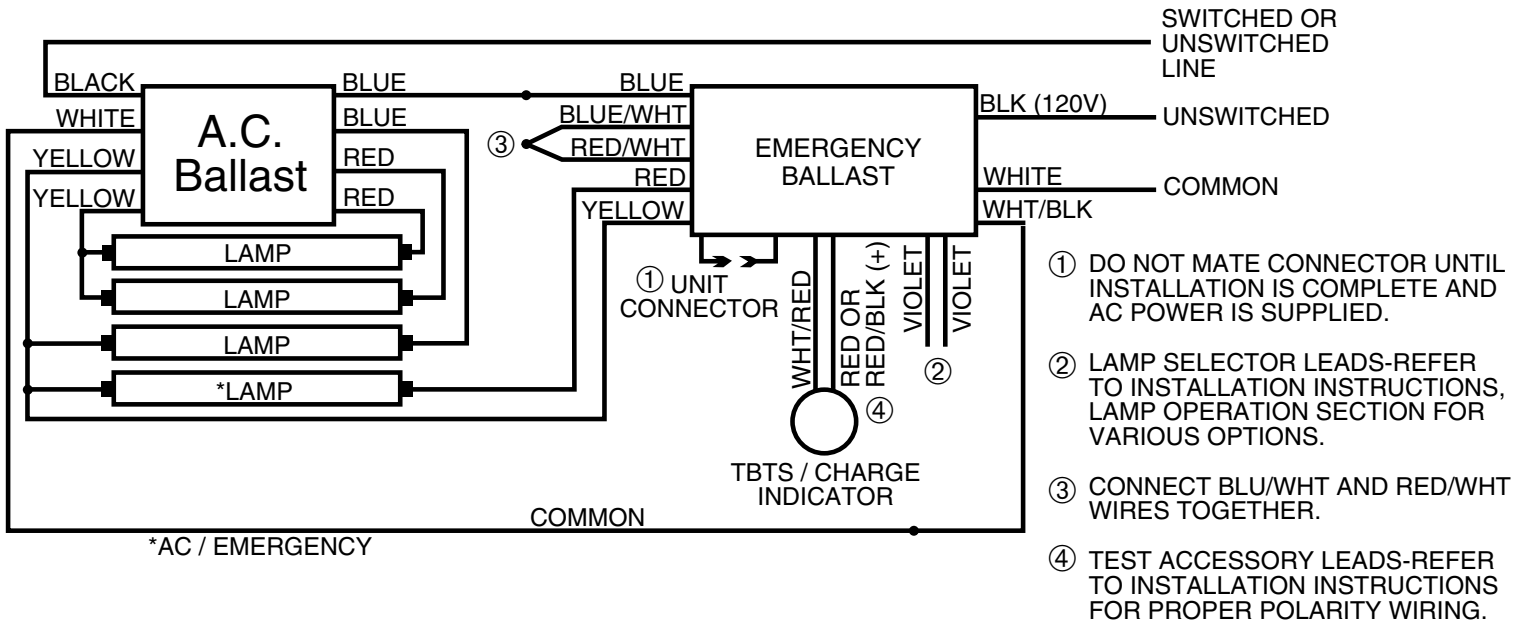 SWITCHED OR
UNSWITCHED
LINE
BLACK
BLUE
BLUE
WHITE
BLUE
BLUE/WHT
BLK (120V)
UNSWITCHED
A.C.
Ballast
③
RED/WHT
EMERGENCY
BALLAST
YELLOW
RED
RED
WHITE
COMMON
YELLOW
RED
YELLOW
WHT/BLK
LAMP
LAMP
LAMP
*LAMP
① UNIT
CONNECTOR
WHT/RED
RED OR
RED/BLK (+)
VIOLET
VIOLET
②
④
TBTS / CHARGE
INDICATOR
COMMON
*AC / EMERGENCY
① DO NOT MATE CONNECTOR UNTIL
INSTALLATION IS COMPLETE AND
AC POWER IS SUPPLIED.
② LAMP SELECTOR LEADS-REFER
TO INSTALLATION INSTRUCTIONS,
LAMP OPERATION SECTION FOR
VARIOUS OPTIONS.
③ CONNECT BLU/WHT AND RED/WHT
WIRES TOGETHER.
④ TEST ACCESSORY LEADS-REFER
TO INSTALLATION INSTRUCTIONS
FOR PROPER POLARITY WIRING.